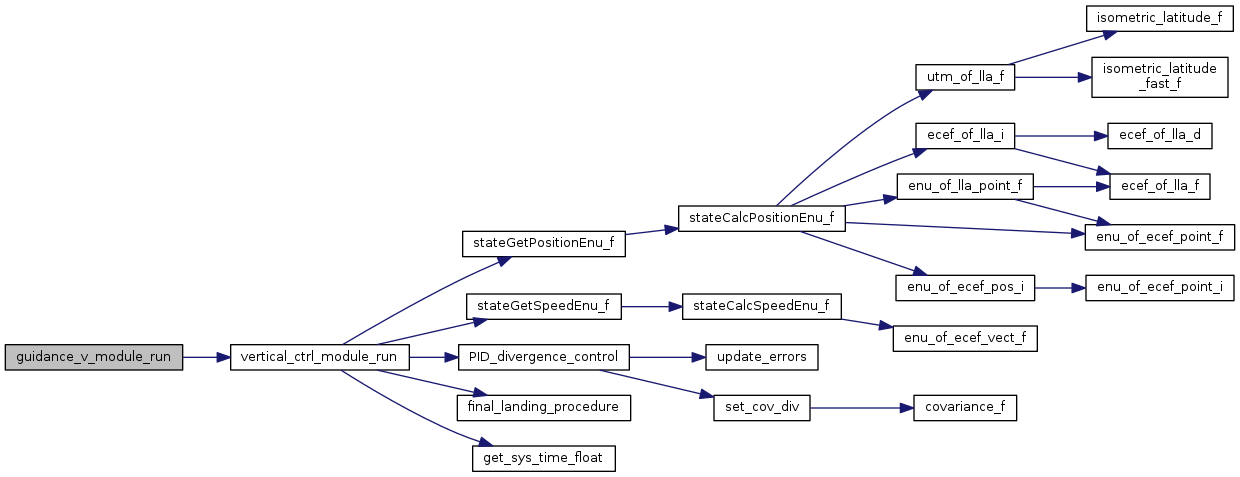 isometric_latitude_f
utm_of_lla_f
isometric_latitude
_fast_f
ecef_of_lla_i
ecef_of_lla_d
enu_of_lla_point_f
ecef_of_lla_f
stateCalcPositionEnu_f
stateGetPositionEnu_f
enu_of_ecef_point_f
enu_of_ecef_pos_i
enu_of_ecef_point_i
stateGetSpeedEnu_f
stateCalcSpeedEnu_f
enu_of_ecef_vect_f
guidance_v_module_run
vertical_ctrl_module_run
PID_divergence_control
update_errors
final_landing_procedure
set_cov_div
covariance_f
get_sys_time_float